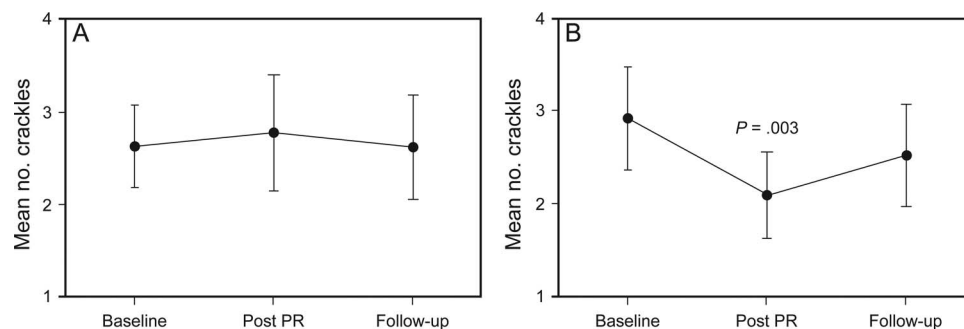 A
Mean no. crackles
4
3
2
1
Baseline Post PR Follow-up
B
Mean no. crackles
4
3
2
1
P = .003
Baseline Post PR Follow-up